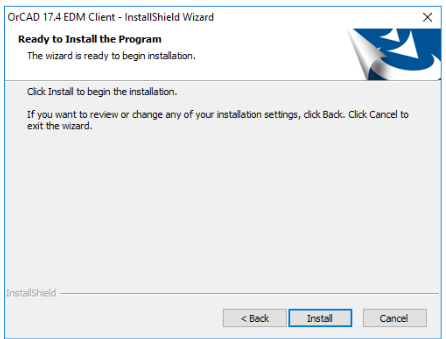 OrCAD 17.4 EDM Client - InstallShield Wizard
Ready to Install the Program
The wizard is ready to begin installation.
Click Install to begin the installation.
If you want to review or change any of your installation settings, click Back. Click Cancel to
exit the wizard.
InstallShield
< Back Install Cancel